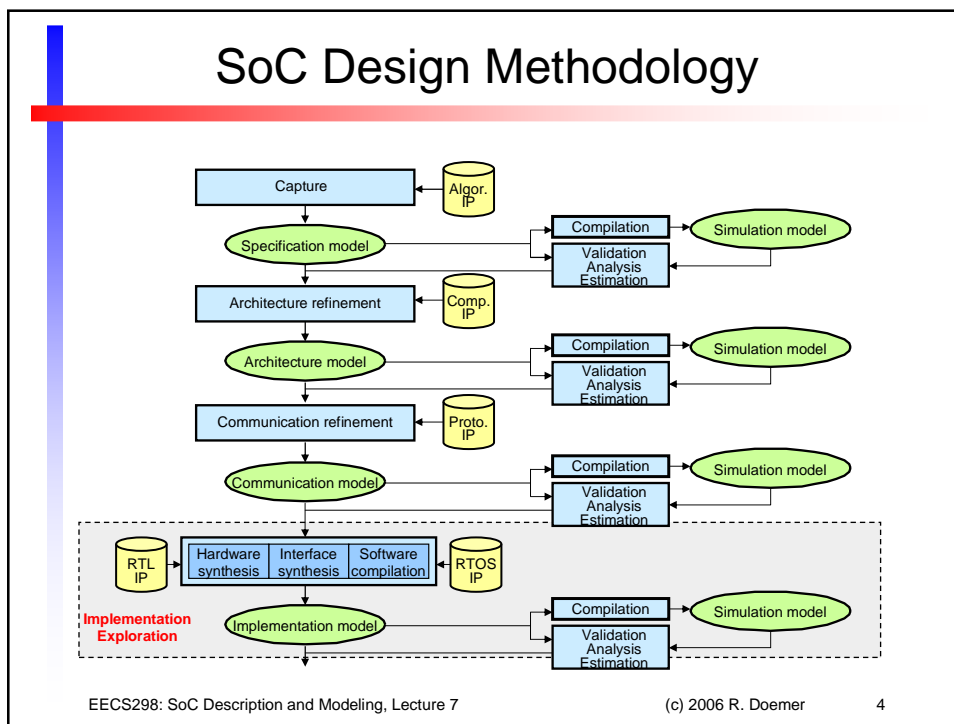 SoC Design Methodology
Capture
Algor.
IP
Compilation
Simulation model
Specification model
Validation
Analysis
Estimation
Architecture refinement
Comp.
IP
Compilation
Simulation model
Architecture model
Validation
Analysis
Estimation
Communication refinement
Proto.
IP
Compilation
Simulation model
Communication model
Validation
Analysis
Estimation
RTL
IP
Hardware
synthesis
Interface
synthesis
Software
compilation
RTOS
IP
Implementation
Exploration
Implementation model
Compilation
Simulation model
Validation
Analysis
Estimation
EECS298: SoC Description and Modeling, Lecture 7
(c) 2006 R. Doemer
4